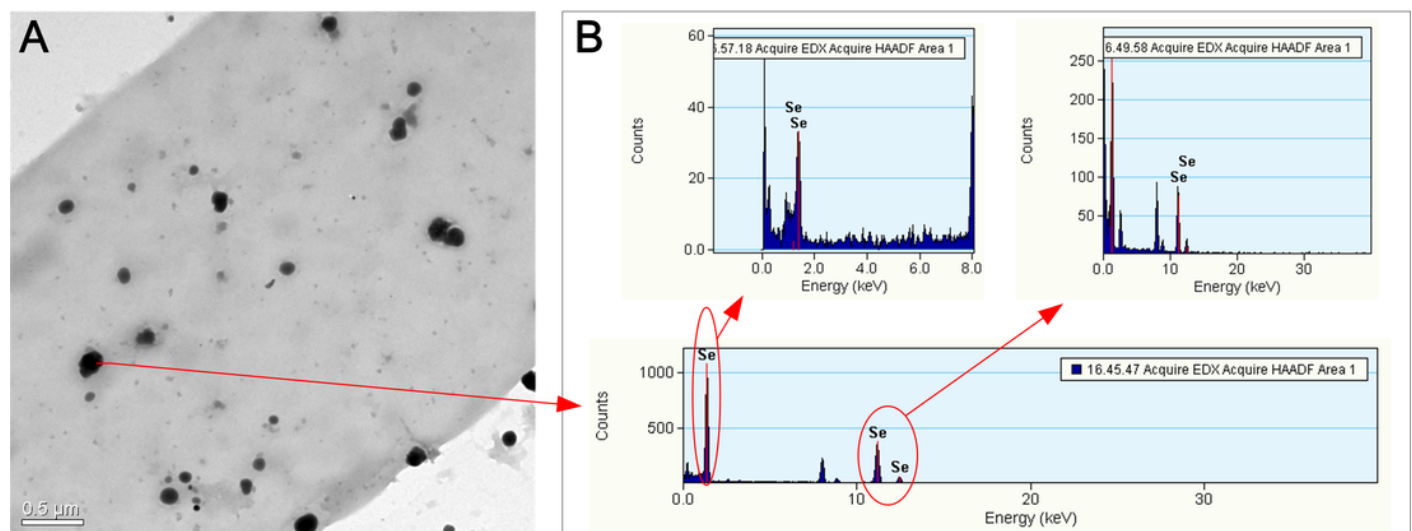 A
0.5 µm
B
.57.18 Acquire EDX Acquire HAADF Area 1
60
40
20
0.0
Counts
Se
Se
0.0 2.0 4.0 6.0 8.0
Energy (keV)
6.49.58 Acquire EDX Acquire HAADF Area 1
250
200
150
100
50
Counts
Se
Se
0.0 10 20 30
Energy (keV)
16.45.47 Acquire EDX Acquire HAADF Area 1
1000
500
Counts
Se
Se
Se
0.0 10 20 30
Energy (keV)